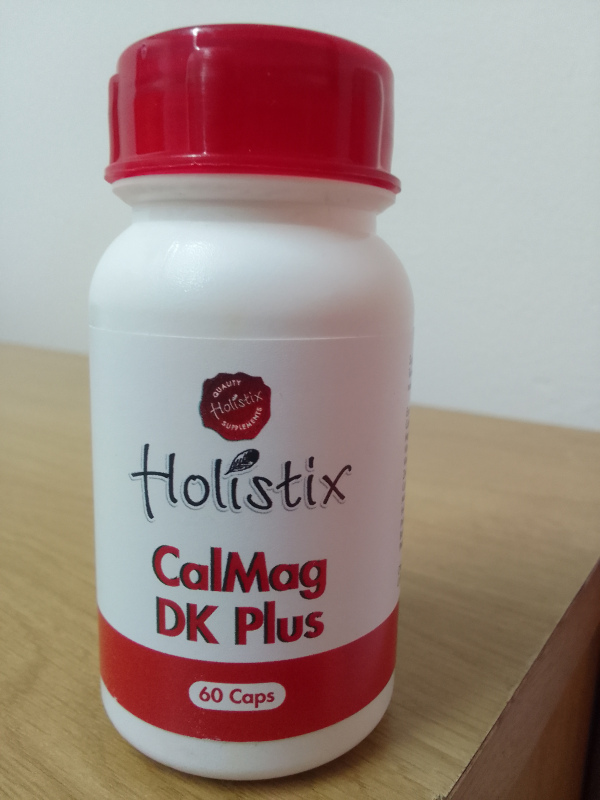 QUALITY
Holistix
SUPPLEMENTS
Holistix
CalMag
DK Plus
60 Caps